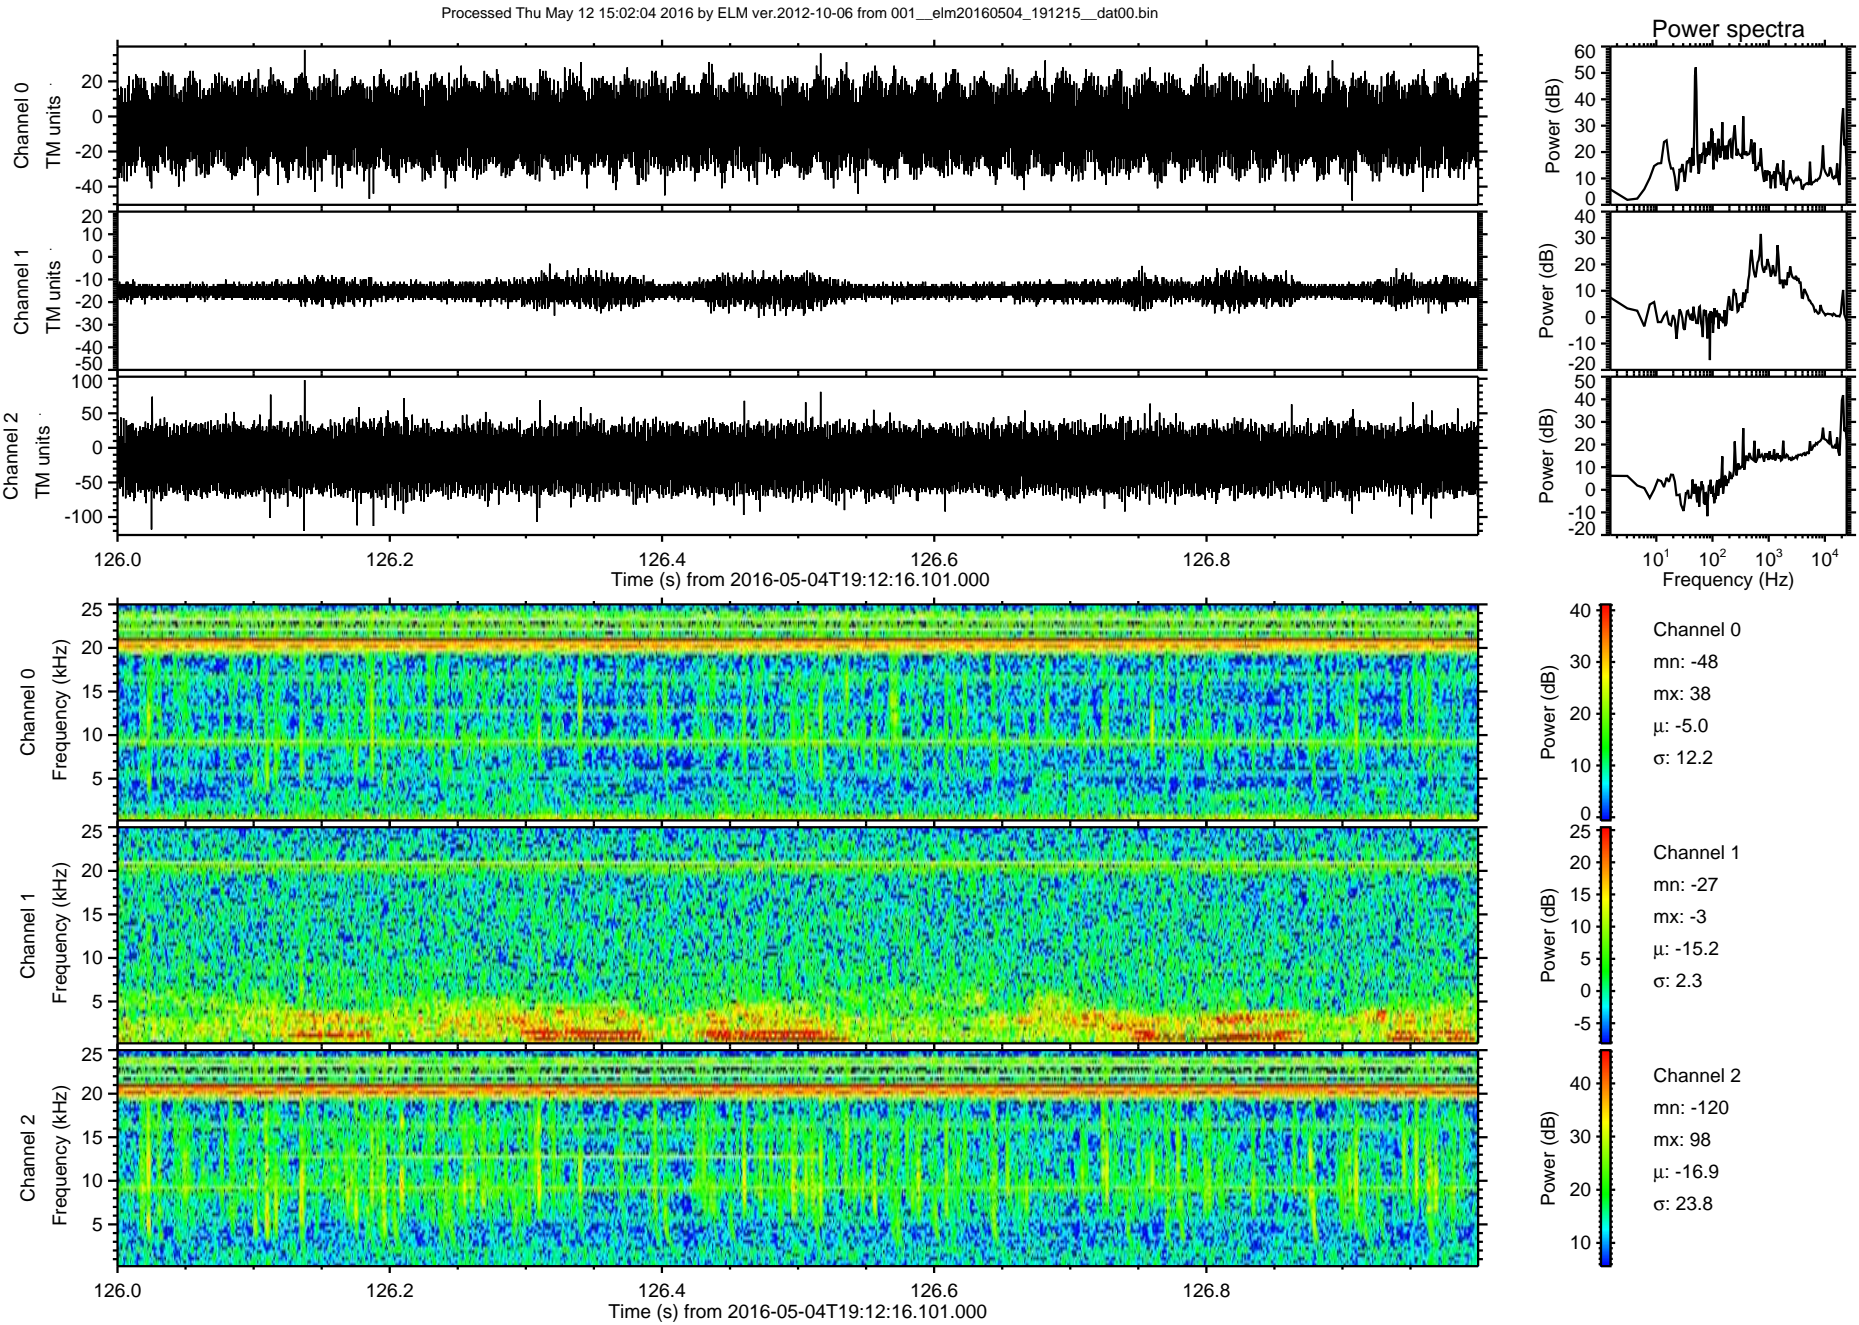 Processed Thu May 12 15:02:04 2016 by ELM ver.2012-10-06 from 001__elm20160504_191215__dat00.bin
Power spectra
Channel 0
TM units
20
0
-20
-40
Power (dB)
60
50
40
30
20
10
0
Channel 1
TM units
20
10
0
-10
-20
-30
-40
-50
Power (dB)
40
30
20
10
0
-10
-20
Channel 2
TM units
100
50
0
-50
-100
Power (dB)
50
40
30
20
10
0
-10
-20
126.0 126.2 126.4 126.6 126.8
Time (s) from 2016-05-04T19:12:16.101.000
10^1 10^2 10^3 10^4
Frequency (Hz)
Channel 0
Frequency (kHz)
25
20
15
10
5
Power (dB)
40
30
20
10
0
Channel 0
mn: -48
mx: 38
μ: -5.0
σ: 12.2
Channel 1
Frequency (kHz)
25
20
15
10
5
Power (dB)
25
20
15
10
5
0
-5
Channel 1
mn: -27
mx: -3
μ: -15.2
σ: 2.3
Channel 2
Frequency (kHz)
25
20
15
10
5
Power (dB)
40
30
20
10
Channel 2
mn: -120
mx: 98
μ: -16.9
σ: 23.8
126.0 126.2 126.4 126.6 126.8
Time (s) from 2016-05-04T19:12:16.101.000